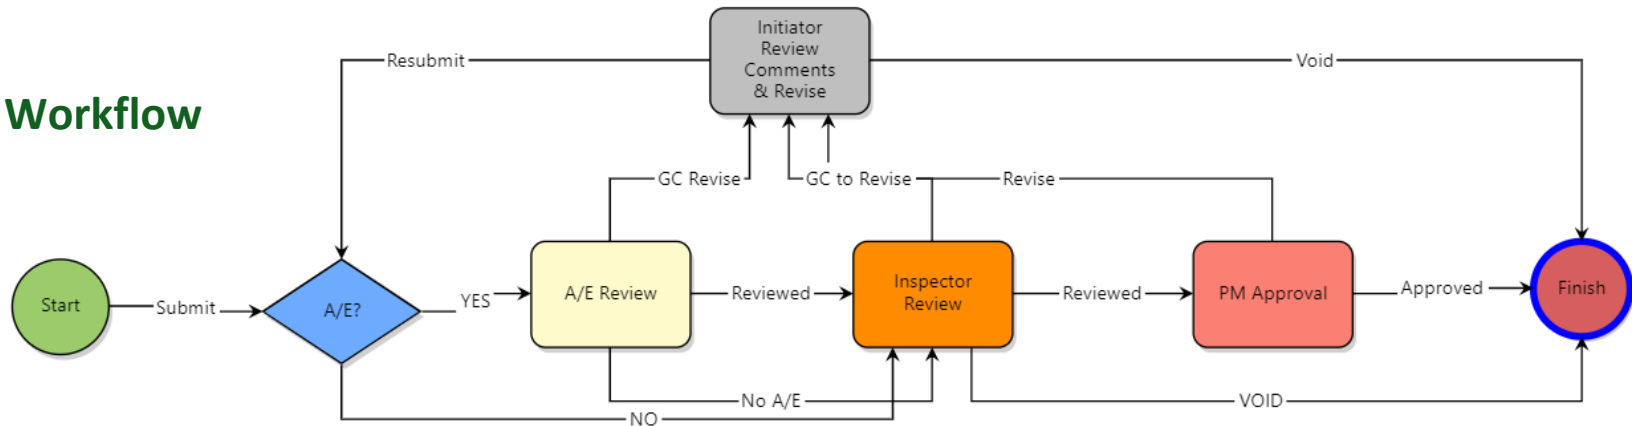 Initiator
Review
Comments
& Revise
Resubmit
Void
Workflow
GC Revise
GC to Revise
Revise
Start
Submit
A/E?
YES
A/E Review
Reviewed
Inspector
Review
Reviewed
PM Approval
Approved
Finish
No A/E
VOID
NO